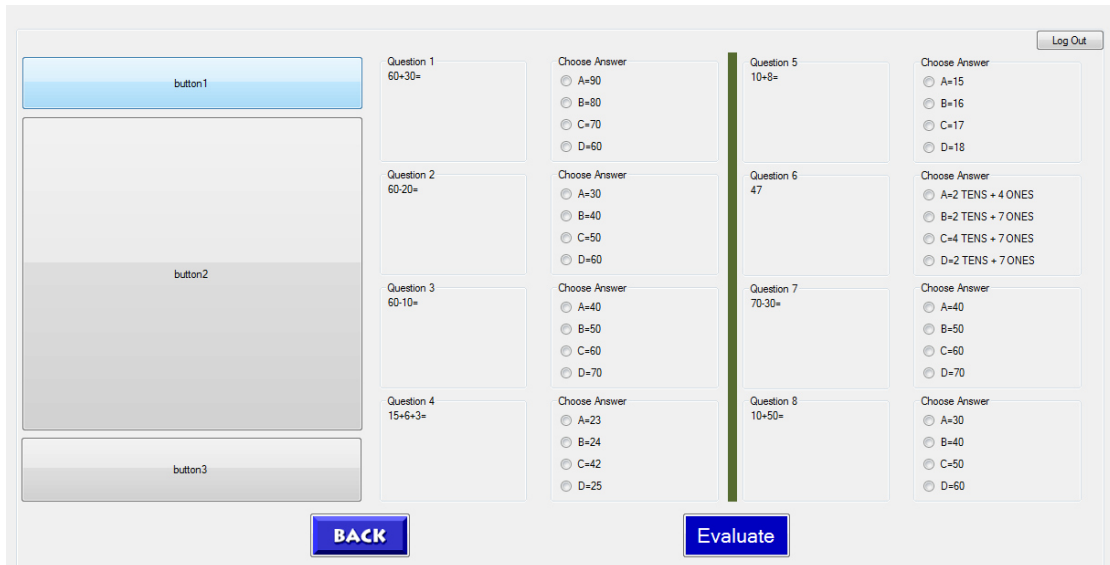 Log Out
button1
button2
button3
Question 1
60+30=
Choose Answer
A=90
B=80
C=70
D=60
Question 2
60-20=
Choose Answer
A=30
B=40
C=50
D=60
Question 3
60-10=
Choose Answer
A=40
B=50
C=60
D=70
Question 4
15+6+3=
Choose Answer
A=23
B=24
C=42
D=25
Question 5
10+8=
Choose Answer
A=15
B=16
C=17
D=18
Question 6
47
Choose Answer
A=2 TENS + 4 ONES
B=2 TENS + 7 ONES
C=4 TENS + 7 ONES
D=2 TENS + 7 ONES
Question 7
70-30=
Choose Answer
A=40
B=50
C=60
D=70
Question 8
10+50=
Choose Answer
A=30
B=40
C=50
D=60
BACK
Evaluate